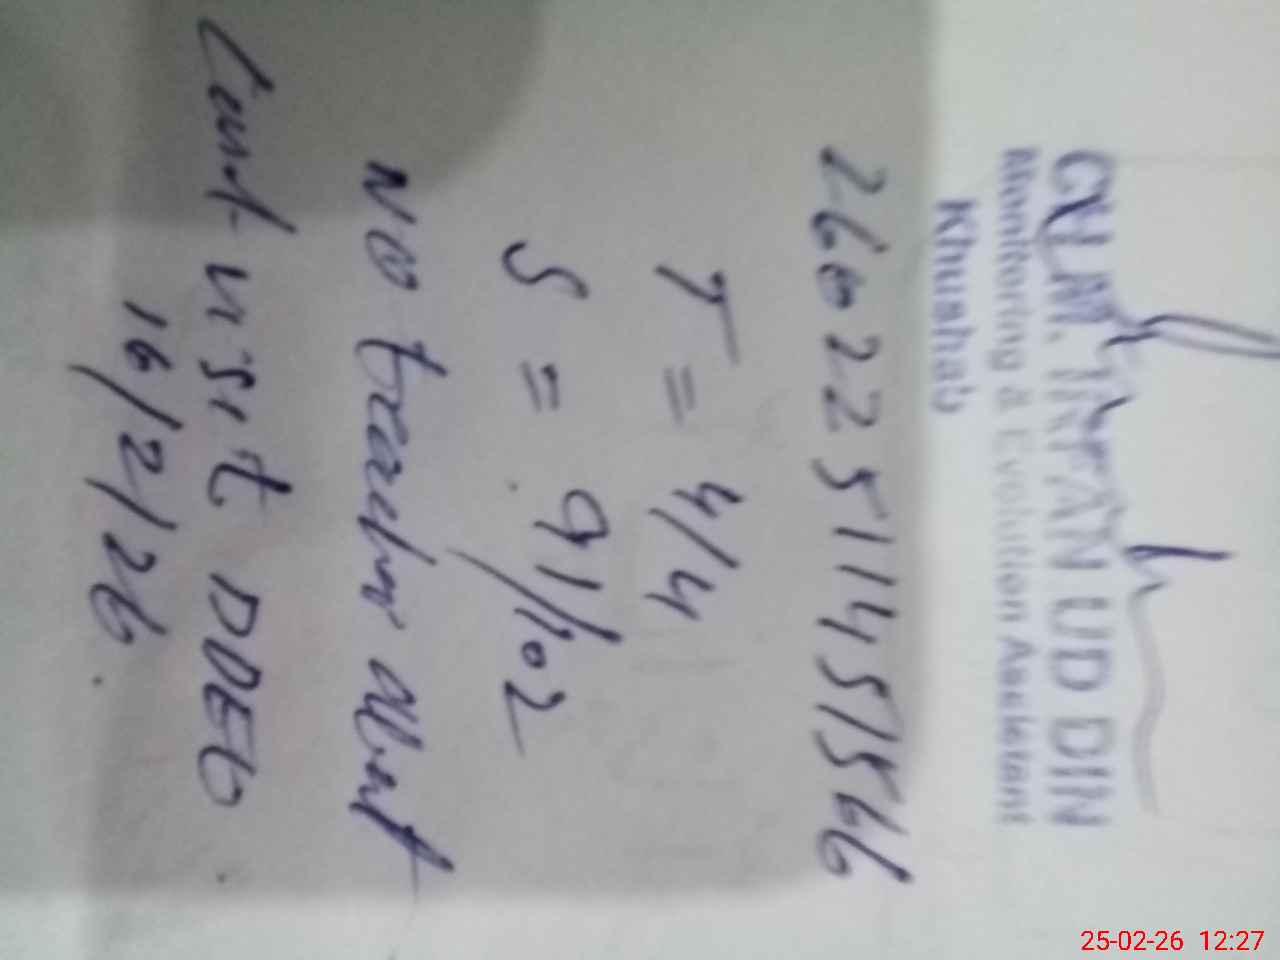 CH. M. IRFAN UD DIN
Monitoring & Evolution Assistant
Khushab
26022511451566
T = 4/4
S = 91/102
No teacher Absent
Last visit DDEO
16/2/26.
25-02-26 12:27